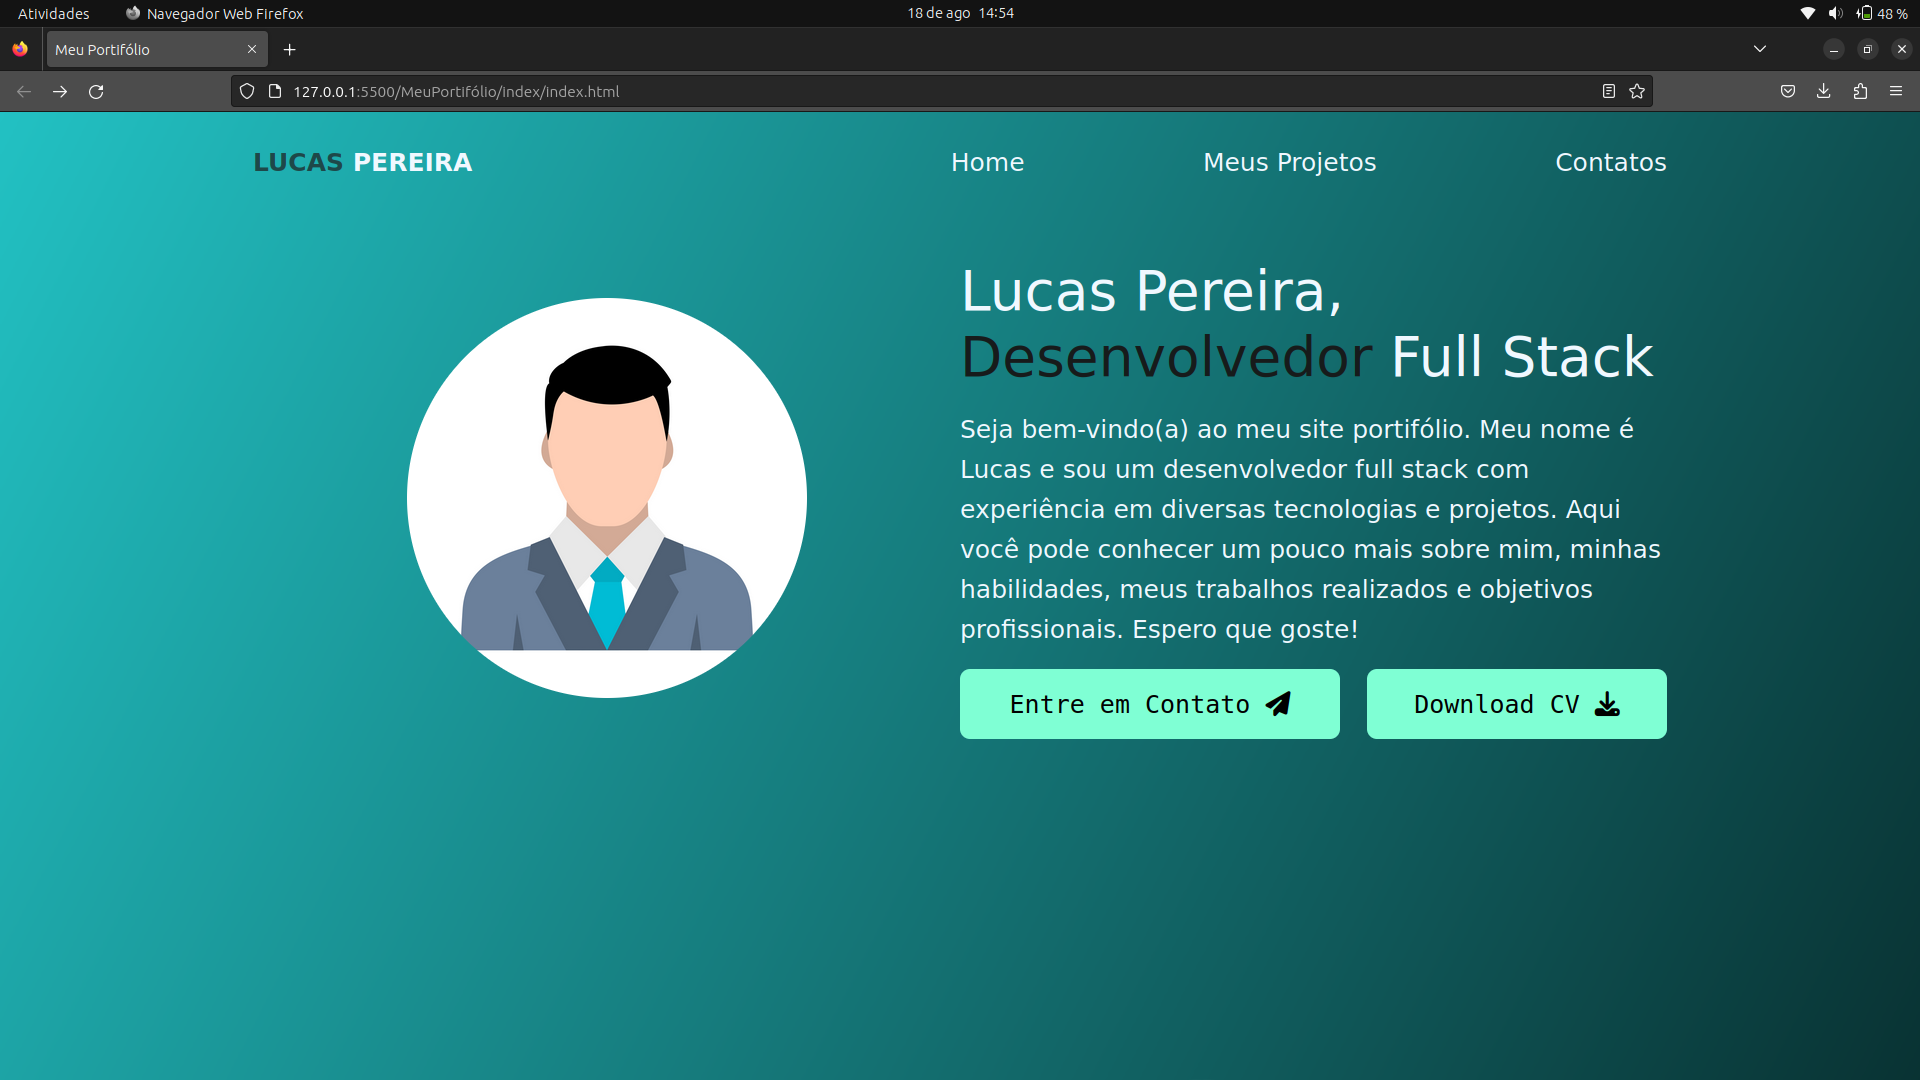 Atividades Navegador Web Firefox 18 de ago 14:54 48 %
Meu Portifólio
127.0.0.1:5500/MeuPortifólio/index/index.html
LUCAS PEREIRA Home Meus Projetos Contatos
Lucas Pereira,
Desenvolvedor Full Stack
Seja bem-vindo(a) ao meu site portifólio. Meu nome é
Lucas e sou um desenvolvedor full stack com
experiência em diversas tecnologias e projetos. Aqui
você pode conhecer um pouco mais sobre mim, minhas
habilidades, meus trabalhos realizados e objetivos
profissionais. Espero que goste!
Entre em Contato Download CV